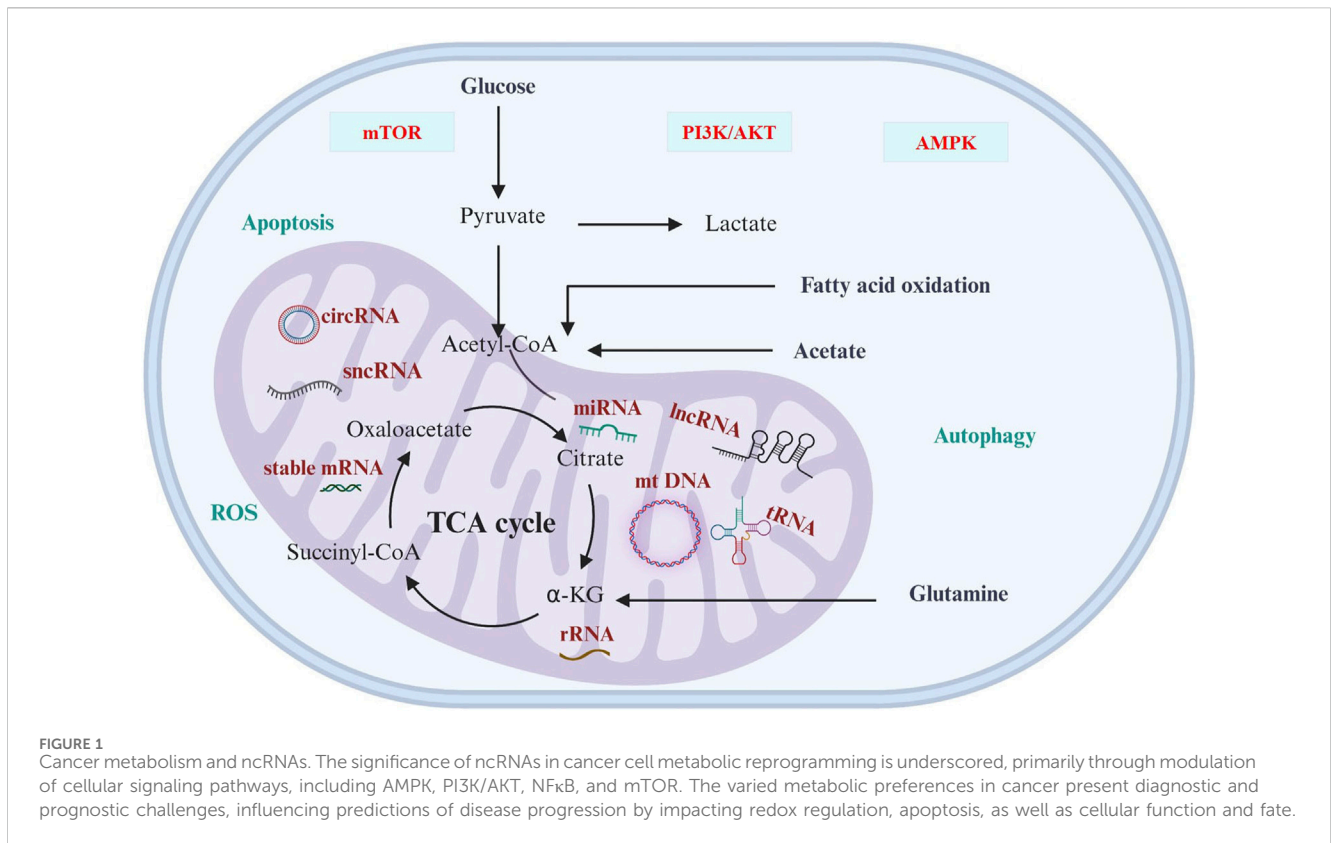 Glucose
mTOR
PI3K/AKT
AMPK
Pyruvate
Lactate
Apoptosis
Fatty acid oxidation
circRNA
Acetyl-CoA
Acetate
sncRNA
miRNA
lncRNA
Oxaloacetate
Citrate
Autophagy
stable mRNA
mt DNA
ROS
TCA cycle
tRNA
Succinyl-CoA
α-KG
Glutamine
rRNA
FIGURE 1
Cancer metabolism and ncRNAs. The significance of ncRNAs in cancer cell metabolic reprogramming is underscored, primarily through modulation
of cellular signaling pathways, including AMPK, PI3K/AKT, NFκB, and mTOR. The varied metabolic preferences in cancer present diagnostic and
prognostic challenges, influencing predictions of disease progression by impacting redox regulation, apoptosis, as well as cellular function and fate.